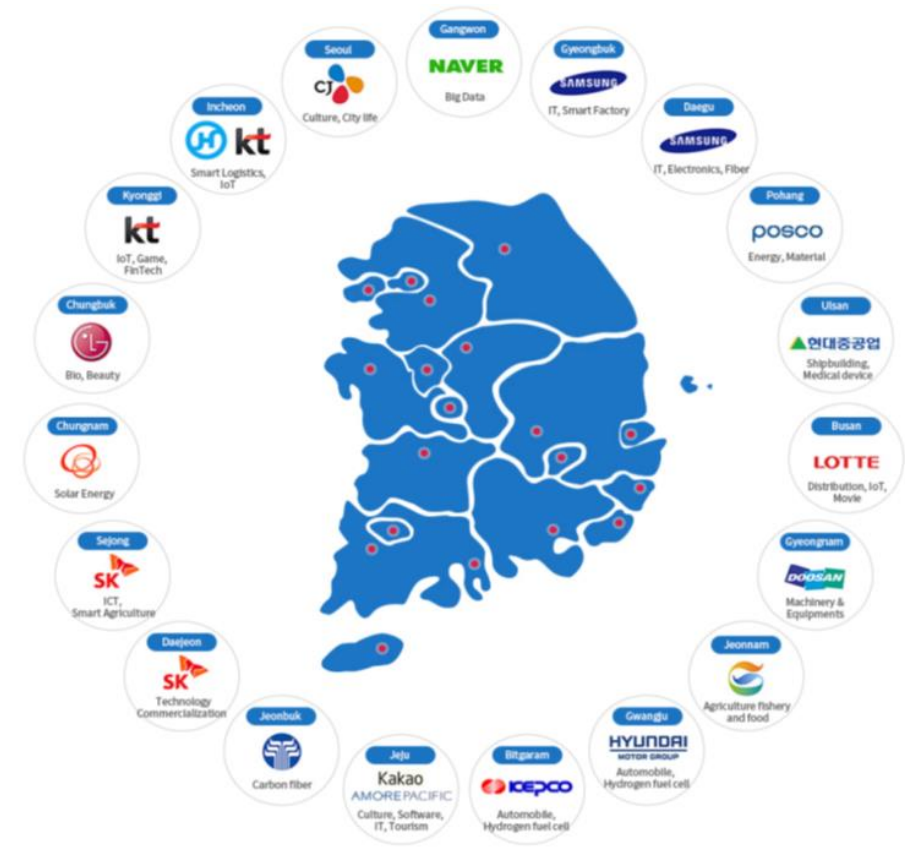 Gangwon
NAVER
Big Data
Gyeongbuk
SAMSUNG
IT, Smart Factory
Daegu
SAMSUNG
IT, Electronics, Fiber
Pohang
posco
Energy, Material
Ulsan
현대중공업
Shipbuilding,
Medical device
Busan
LOTTE
Distribution, IoT,
Movie
Gyeongnam
DOOSAN
Machinery &
Equipments
Jeonnam
Agriculture fishery
and food
Gwangju
HYUNDAI
MOTOR GROUP
Automobile,
Hydrogen fuel cell
Bitgaram
KEPCO
Automobile,
Hydrogen fuel cell
Jeju
Kakao
AMOREPACIFIC
Culture, Software,
IT, Tourism
Jeonbuk
Carbon fiber
Daejeon
SK
Technology
Commercialization
Sejong
SK
ICT,
Smart Agriculture
Chungnam
Solar Energy
Chungbuk
LG
Bio, Beauty
Kyonggi
kt
IoT, Game,
FinTech
Incheon
H kt
Smart Logistics,
IoT
Seoul
CJ
Culture, City life